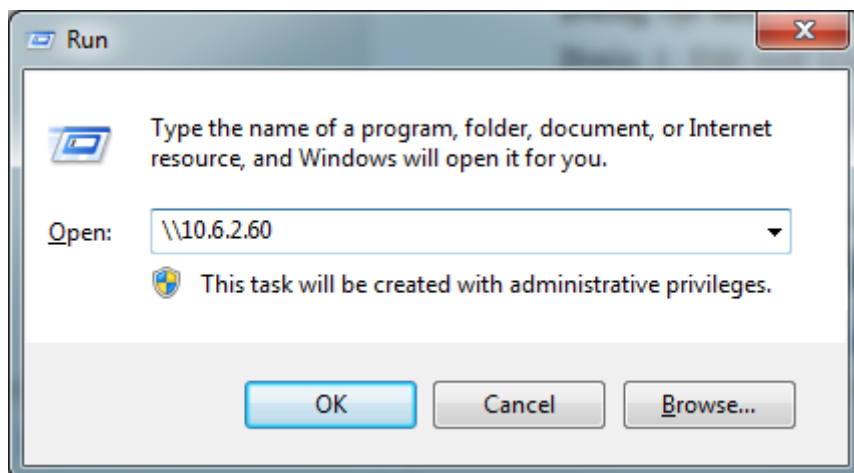 Run
Type the name of a program, folder, document, or Internet
resource, and Windows will open it for you.
Open: \\10.6.2.60
This task will be created with administrative privileges.
OK Cancel Browse...